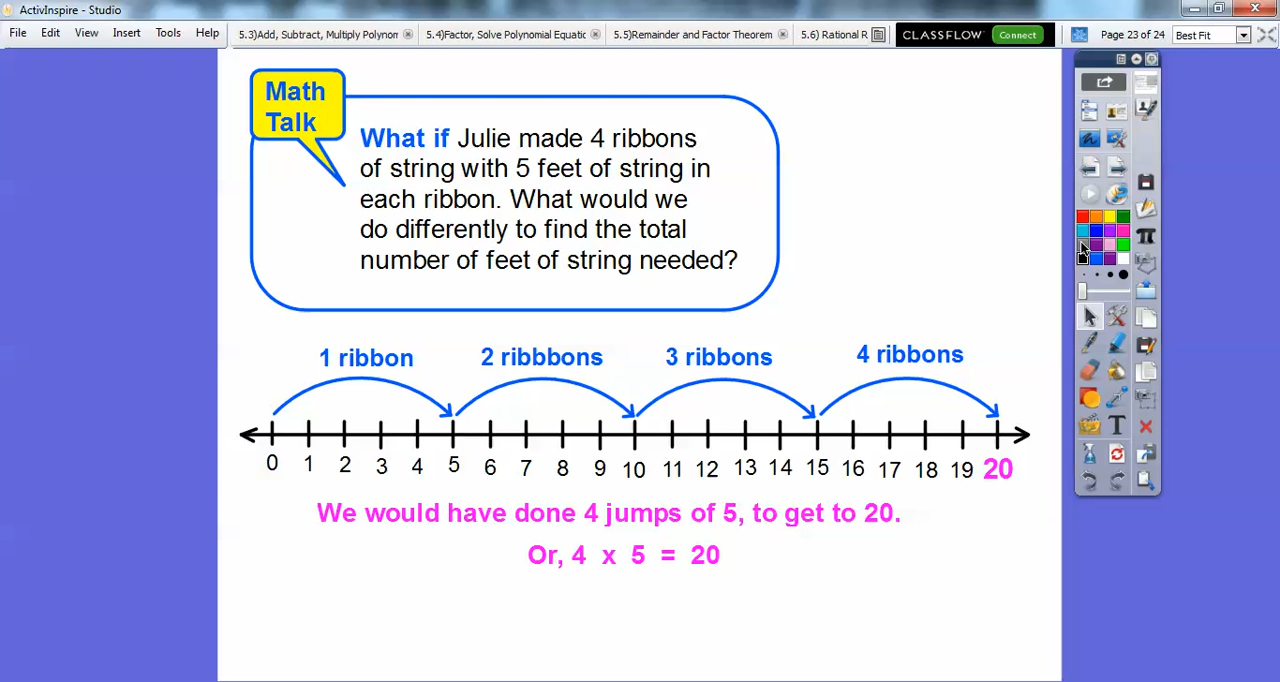 ActivInspire - Studio
File Edit View Insert Tools Help
5.3)Add, Subtract, Multiply Polynon 5.4)Factor, Solve Polynomial Equatic 5.5)Remainder and Factor Theorem 5.6) Rational R CLASSFLOW Connect Page 23 of 24 Best Fit
Math
Talk
What if Julie made 4 ribbons
of string with 5 feet of string in
each ribbon. What would we
do differently to find the total
number of feet of string needed?
1 ribbon 2 ribbbons 3 ribbons 4 ribbons
0 1 2 3 4 5 6 7 8 9 10 11 12 13 14 15 16 17 18 19 20
We would have done 4 jumps of 5, to get to 20.
Or, 4 x 5 = 20